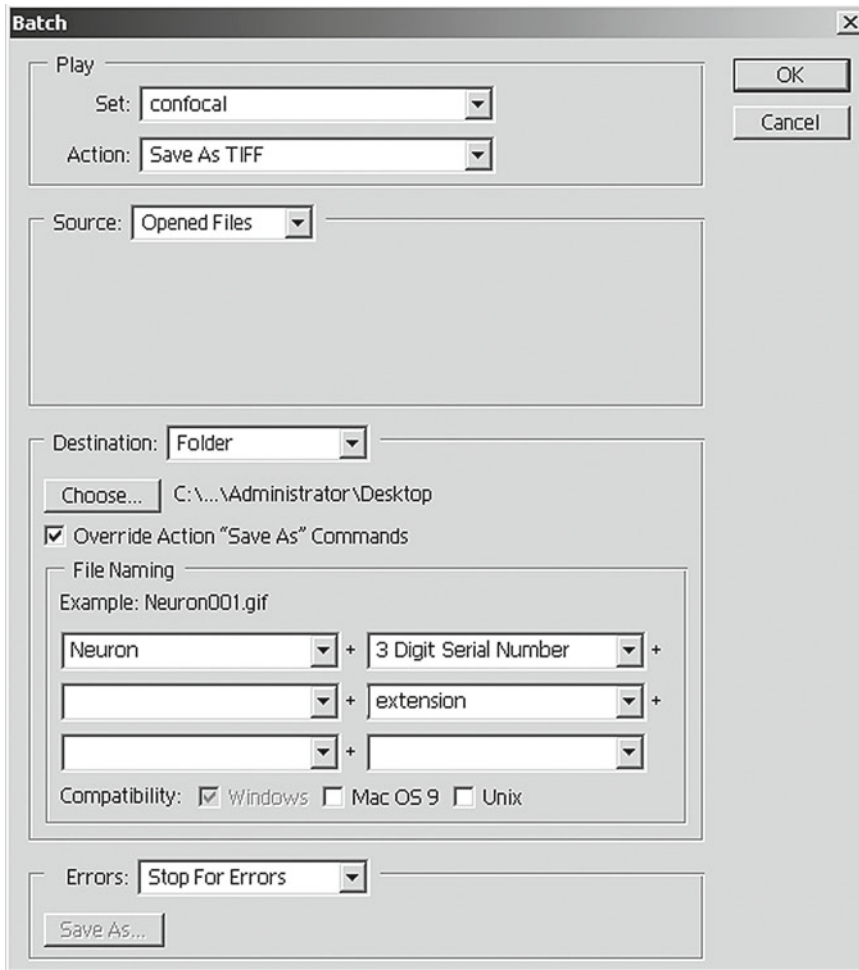 Batch
Play
Set: confocal
Action: Save As TIFF
OK
Cancel
Source: Opened Files
Destination: Folder
Choose... C:\...\Administrator\Desktop
Override Action "Save As" Commands
File Naming
Example: Neuron001.gif
Neuron + 3 Digit Serial Number +
+ extension +
+
Compatibility: Windows Mac OS 9 Unix
Errors: Stop For Errors
Save As...